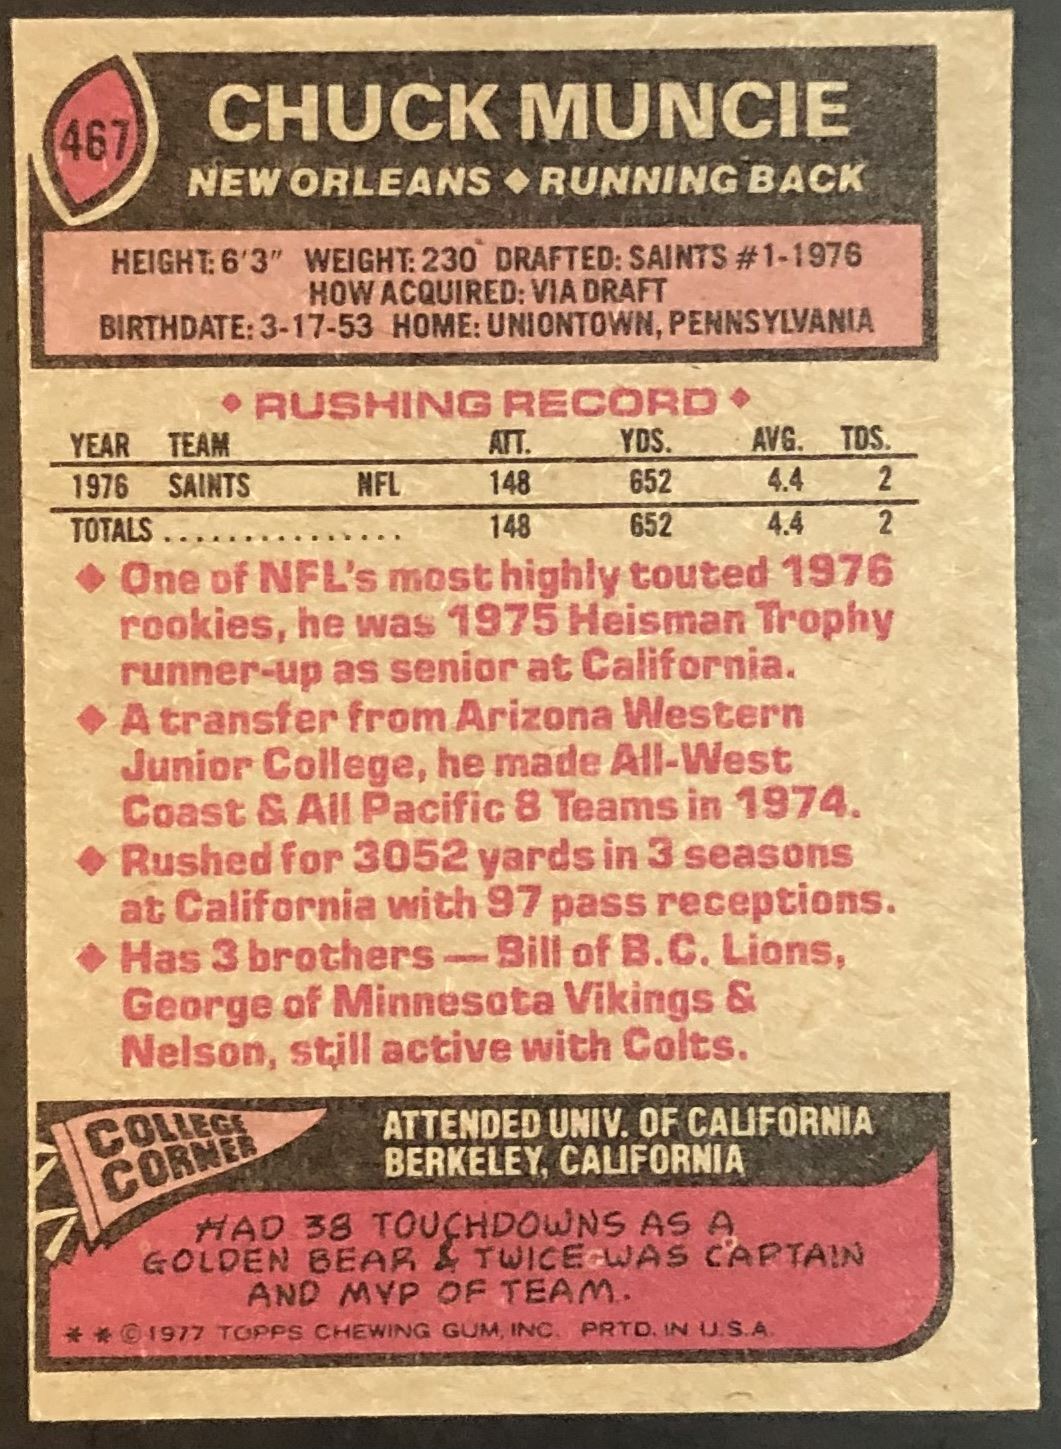 467
CHUCK MUNCIE
NEW ORLEANS ◆ RUNNING BACK
HEIGHT: 6'3" WEIGHT: 230 DRAFTED: SAINTS #1-1976
HOW ACQUIRED: VIA DRAFT
BIRTHDATE: 3-17-53 HOME: UNIONTOWN, PENNSYLVANIA
◆ RUSHING RECORD ◆
YEAR TEAM ATT. YDS. AVG. TDS.
1976 SAINTS NFL 148 652 4.4 2
TOTALS ............... 148 652 4.4 2
◆ One of NFL's most highly touted 1976
rookies, he was 1975 Heisman Trophy
runner-up as senior at California.
◆ A transfer from Arizona Western
Junior College, he made All-West
Coast & All Pacific 8 Teams in 1974.
◆ Rushed for 3052 yards in 3 seasons
at California with 97 pass receptions.
◆ Has 3 brothers — Bill of B.C. Lions,
George of Minnesota Vikings &
Nelson, still active with Colts.
COLLEGE
CORNER
ATTENDED UNIV. OF CALIFORNIA
BERKELEY, CALIFORNIA
HAD 38 TOUCHDOWNS AS A
GOLDEN BEAR & TWICE WAS CAPTAIN
AND MVP OF TEAM.
* * © 1977 TOPPS CHEWING GUM, INC. PRTD. IN U.S.A.